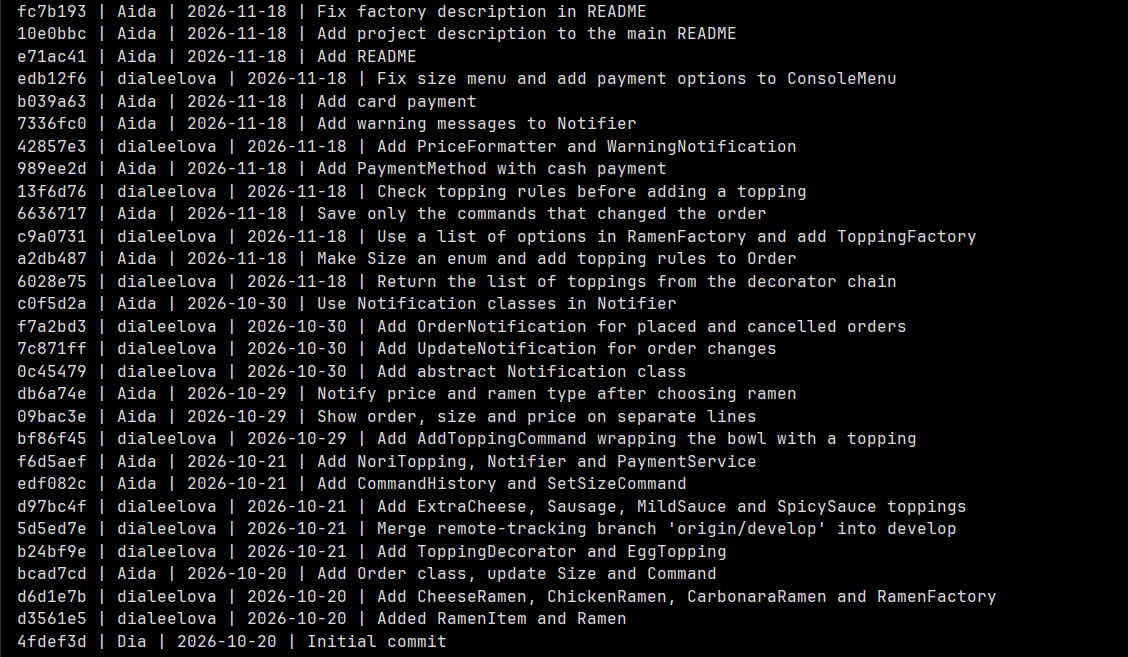 fc7b193 | Aida | 2026-11-18 | Fix factory description in README
10e0bbc | Aida | 2026-11-18 | Add project description to the main README
e71ac41 | Aida | 2026-11-18 | Add README
edb12f6 | dialeelova | 2026-11-18 | Fix size menu and add payment options to ConsoleMenu
b039a63 | Aida | 2026-11-18 | Add card payment
7336fc0 | Aida | 2026-11-18 | Add warning messages to Notifier
42857e3 | dialeelova | 2026-11-18 | Add PriceFormatter and WarningNotification
989ee2d | Aida | 2026-11-18 | Add PaymentMethod with cash payment
13f6d76 | dialeelova | 2026-11-18 | Check topping rules before adding a topping
6636717 | Aida | 2026-11-18 | Save only the commands that changed the order
c9a0731 | dialeelova | 2026-11-18 | Use a list of options in RamenFactory and add ToppingFactory
a2db487 | Aida | 2026-11-18 | Make Size an enum and add topping rules to Order
6028e75 | dialeelova | 2026-11-18 | Return the list of toppings from the decorator chain
c0f5d2a | Aida | 2026-10-30 | Use Notification classes in Notifier
f7a2bd3 | dialeelova | 2026-10-30 | Add OrderNotification for placed and cancelled orders
7c871ff | dialeelova | 2026-10-30 | Add UpdateNotification for order changes
0c45479 | dialeelova | 2026-10-30 | Add abstract Notification class
db6a74e | Aida | 2026-10-29 | Notify price and ramen type after choosing ramen
09bac3e | Aida | 2026-10-29 | Show order, size and price on separate lines
bf86f45 | dialeelova | 2026-10-29 | Add AddToppingCommand wrapping the bowl with a topping
f6d5aef | Aida | 2026-10-21 | Add NoriTopping, Notifier and PaymentService
edf082c | Aida | 2026-10-21 | Add CommandHistory and SetSizeCommand
d97bc4f | dialeelova | 2026-10-21 | Add ExtraCheese, Sausage, MildSauce and SpicySauce toppings
5d5ed7e | dialeelova | 2026-10-21 | Merge remote-tracking branch 'origin/develop' into develop
b24bf9e | dialeelova | 2026-10-21 | Add ToppingDecorator and EggTopping
bcad7cd | Aida | 2026-10-20 | Add Order class, update Size and Command
d6d1e7b | dialeelova | 2026-10-20 | Add CheeseRamen, ChickenRamen, CarbonaraRamen and RamenFactory
d3561e5 | dialeelova | 2026-10-20 | Added RamenItem and Ramen
4fdef3d | Dia | 2026-10-20 | Initial commit